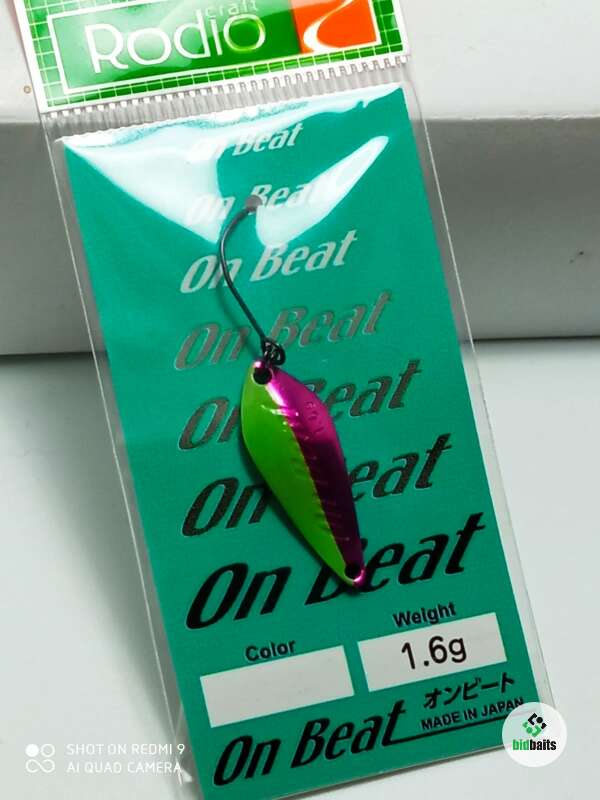 craft
Rodio
On Beat
On Beat
On Beat
On Beat
On Beat
On Beat
On Beat
Color
Weight
1.6g
On Beat
オンビート
MADE IN JAPAN
bidbaits
SHOT ON REDMI 9
AI QUAD CAMERA